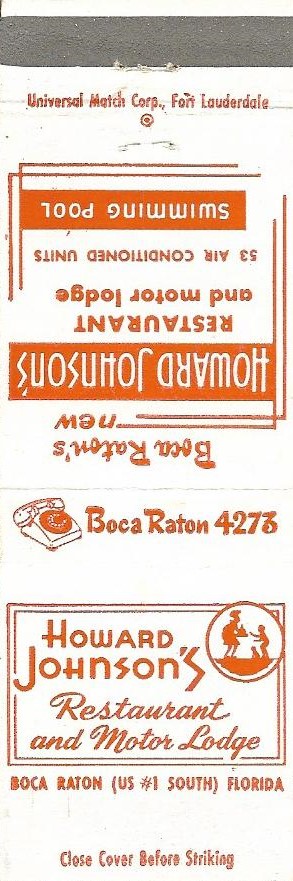 Universal Match Corp., Fort Lauderdale
Boca Raton's
new
HOWARD JOHNSON'S
RESTAURANT
and motor lodge
53 AIR CONDITIONED UNITS
SWIMMING POOL
Boca Raton 4273
HOWARD
JOHNSON'S
Restaurant
and Motor Lodge
BOCA RATON (US #1 SOUTH) FLORIDA
Close Cover Before Striking